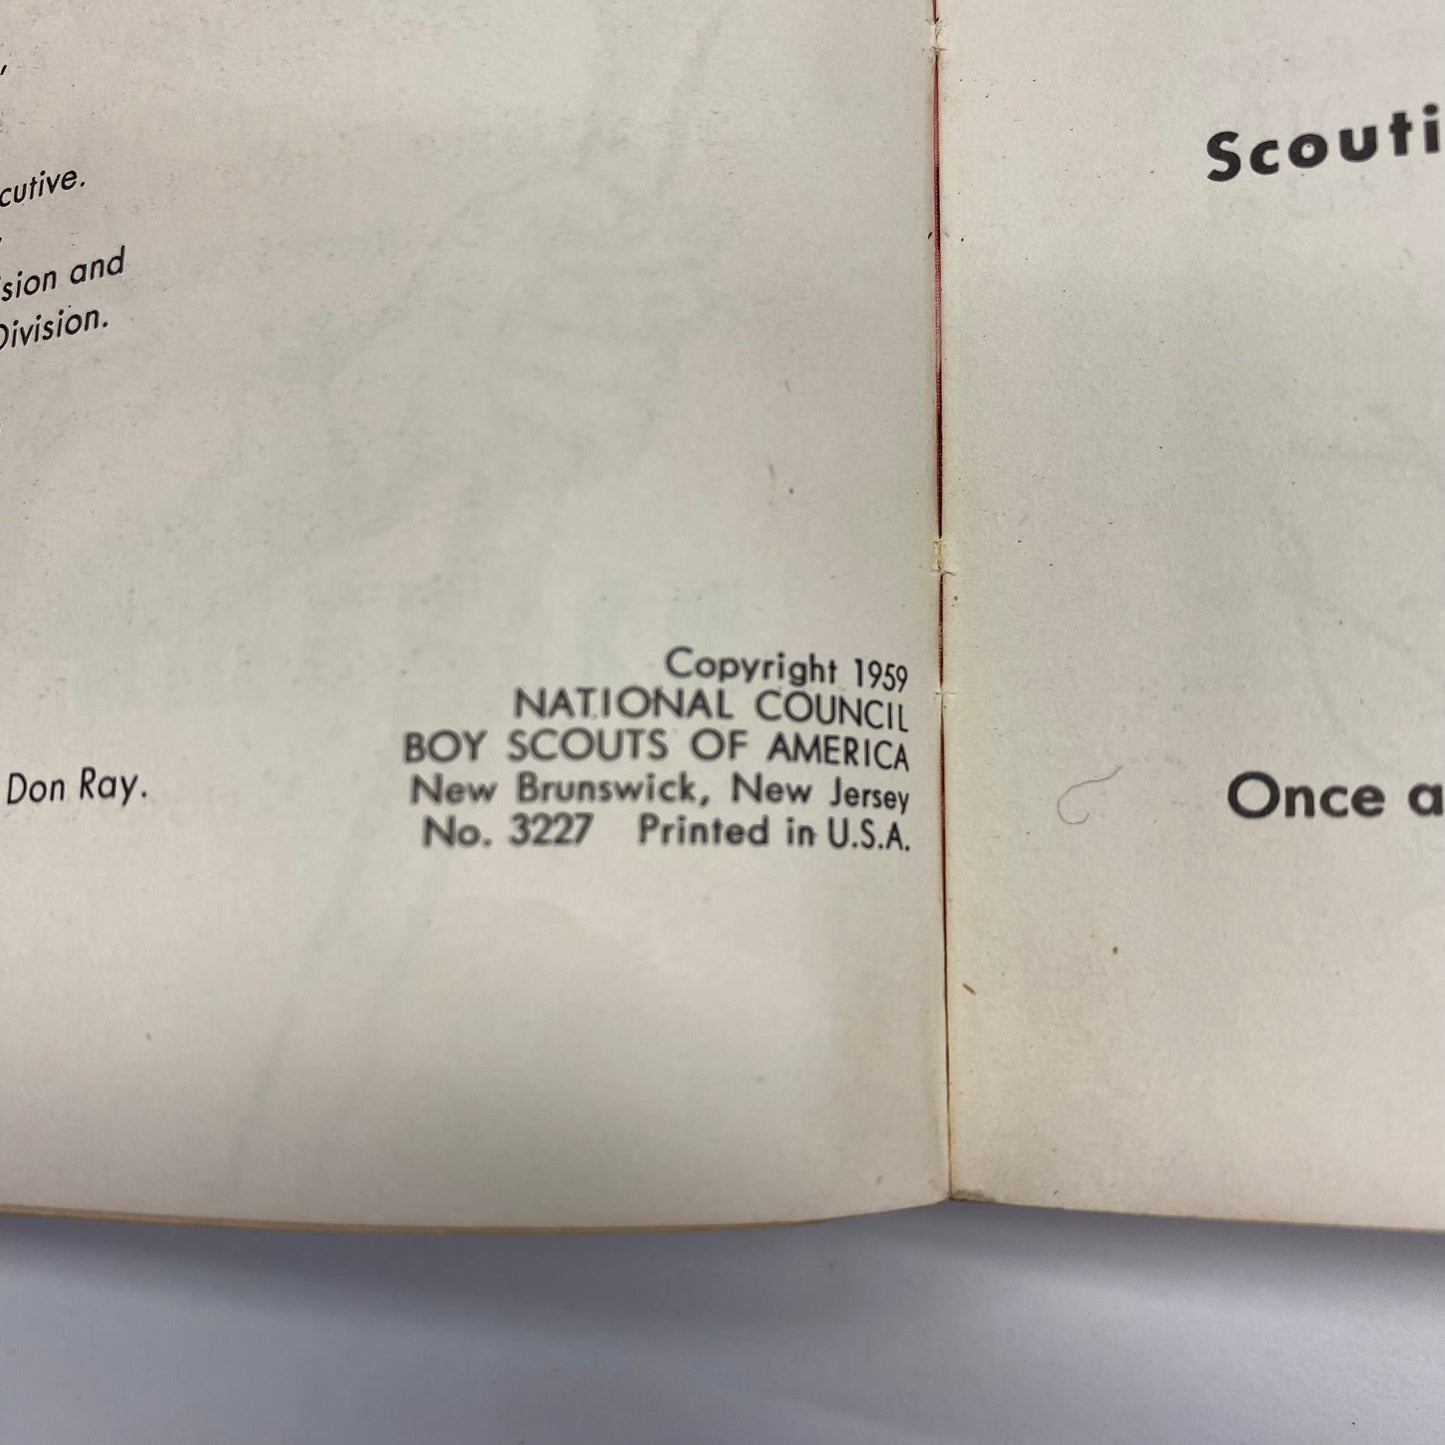 cutive.
sion and
Division.
Don Ray.
Copyright 1959
NATIONAL COUNCIL
BOY SCOUTS OF AMERICA
New Brunswick, New Jersey
No. 3227 Printed in U.S.A.
Scouti
Once a